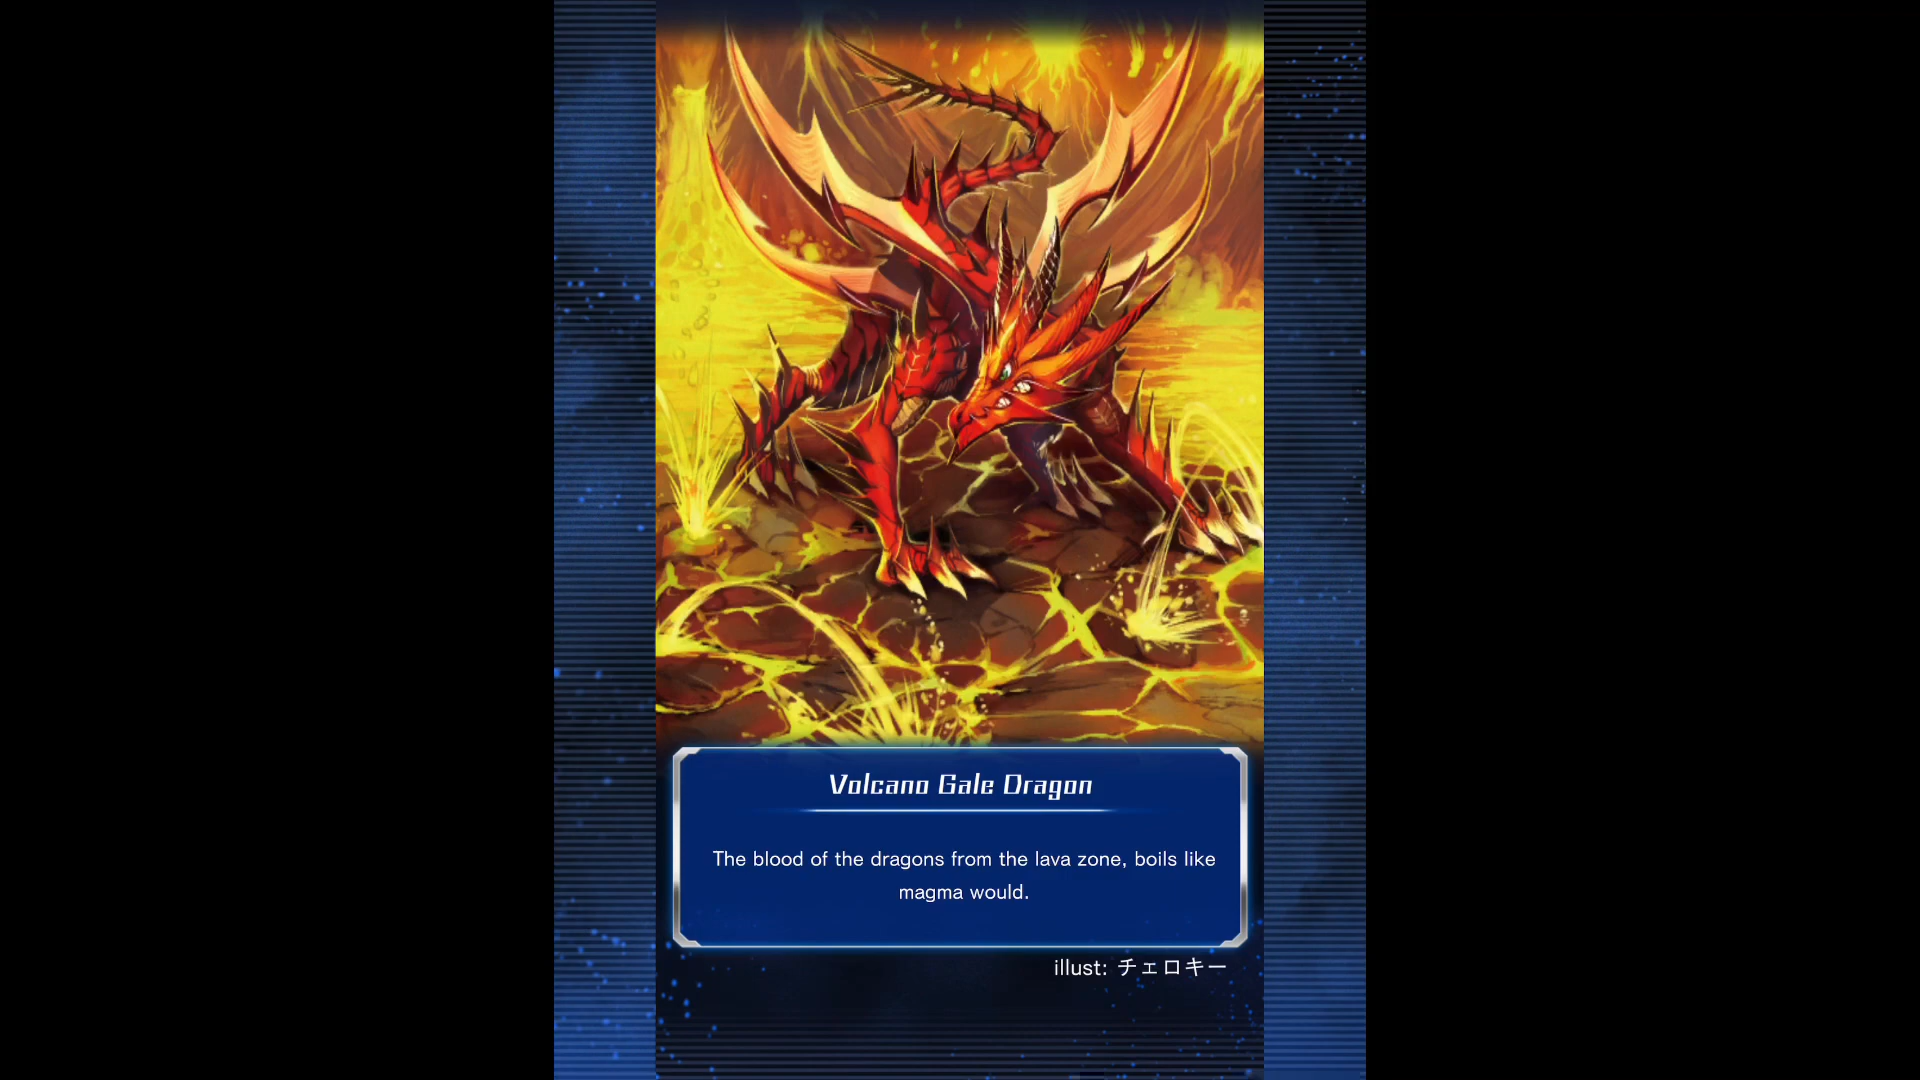 Volcano Gale Dragon
The blood of the dragons from the lava zone, boils like
magma would.
illust: チェロキー